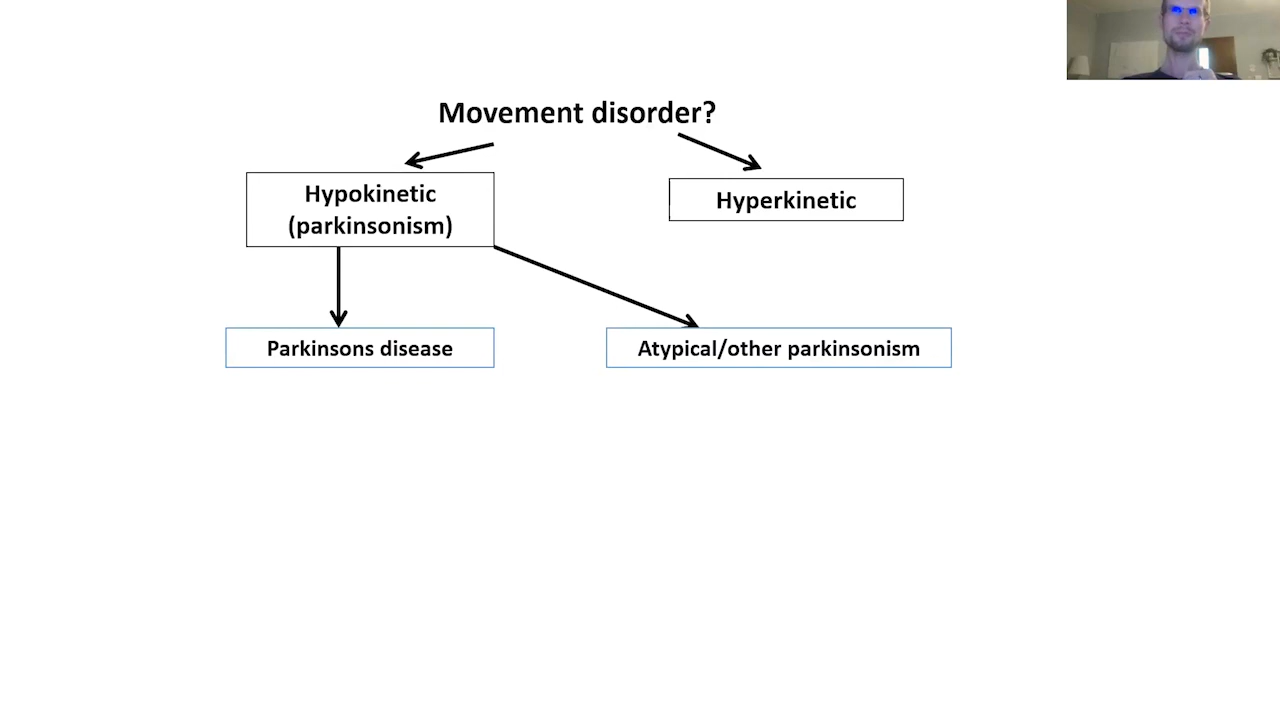 Movement disorder?
Hypokinetic
(parkinsonism)
Hyperkinetic
Parkinsons disease
Atypical/other parkinsonism